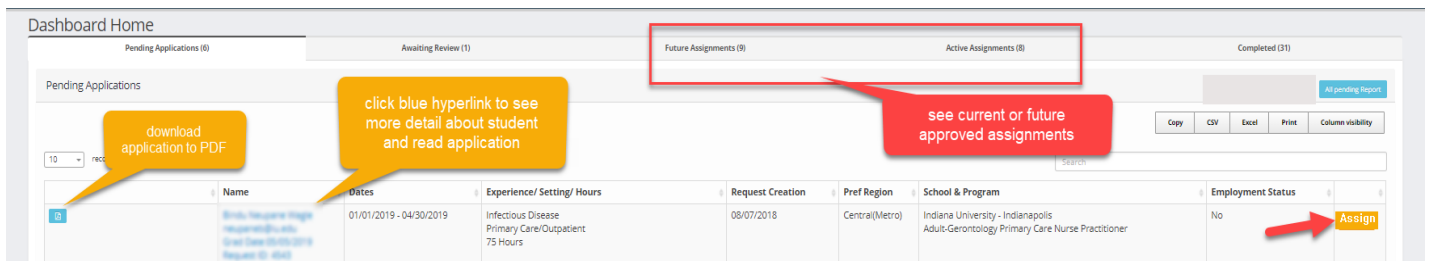 Dashboard Home
Pending Applications (6)
Awaiting Review (1)
Future Assignments (9)
Active Assignments (8)
Completed (31)
Pending Applications
All pending Report
download
application to PDF
click blue hyperlink to see
more detail about student
and read application
see current or future
approved assignments
Copy
CSV
Excel
Print
Column visibility
10
Search
Name
Dates
Experience/ Setting/ Hours
Request Creation
Pref Region
School & Program
Employment Status
01/01/2019 - 04/30/2019
Infectious Disease
Primary Care/Outpatient
75 Hours
08/07/2018
Central(Metro)
Indiana University - Indianapolis
Adult-Gerontology Primary Care Nurse Practitioner
No
Assign